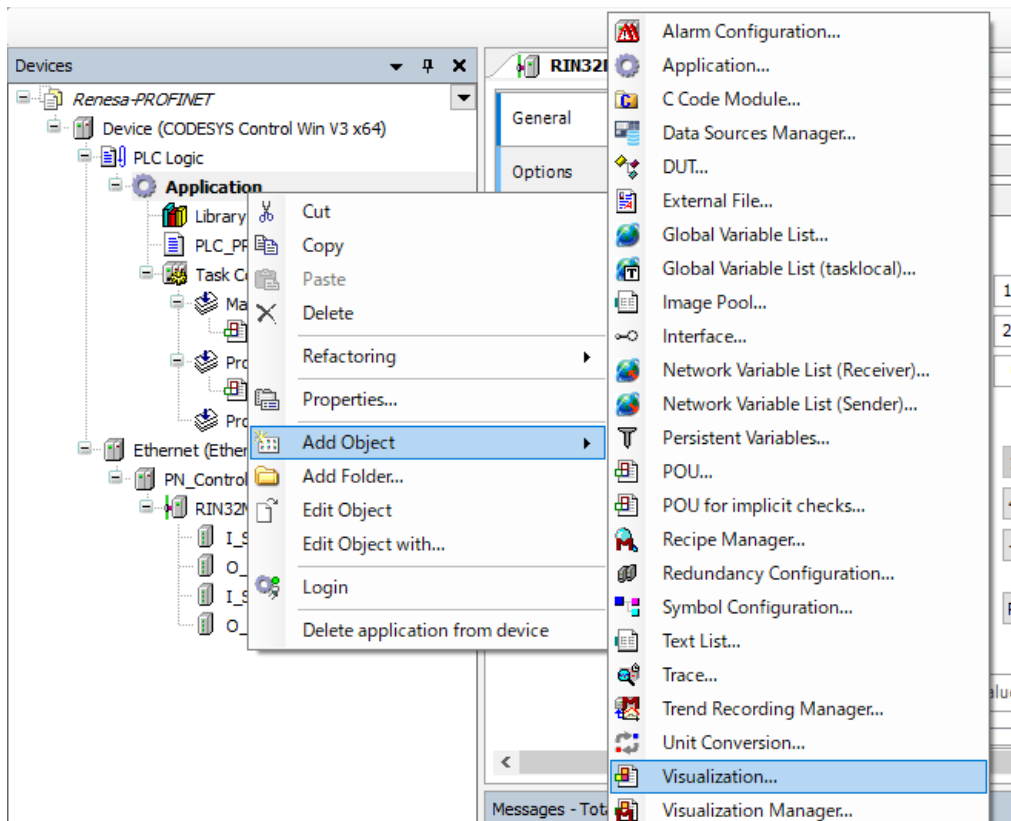 Devices
Renesa-PROFINET
Device (CODESYS Control Win V3 x64)
PLC Logic
Application
Library
PLC_PR
Task Co
Ma
Pro
Pro
Ethernet (Ether
PN_Control
RIN32M
I_S
O_
I_S
O_
Cut
Copy
Paste
Delete
Refactoring
Properties...
Add Object
Add Folder...
Edit Object
Edit Object with...
Login
Delete application from device
General
Options
Alarm Configuration...
Application...
C Code Module...
Data Sources Manager...
DUT...
External File...
Global Variable List...
Global Variable List (tasklocal)...
Image Pool...
Interface...
Network Variable List (Receiver)...
Network Variable List (Sender)...
Persistent Variables...
POU...
POU for implicit checks...
Recipe Manager...
Redundancy Configuration...
Symbol Configuration...
Text List...
Trace...
Trend Recording Manager...
Unit Conversion...
Visualization...
Visualization Manager...
Messages - Tot